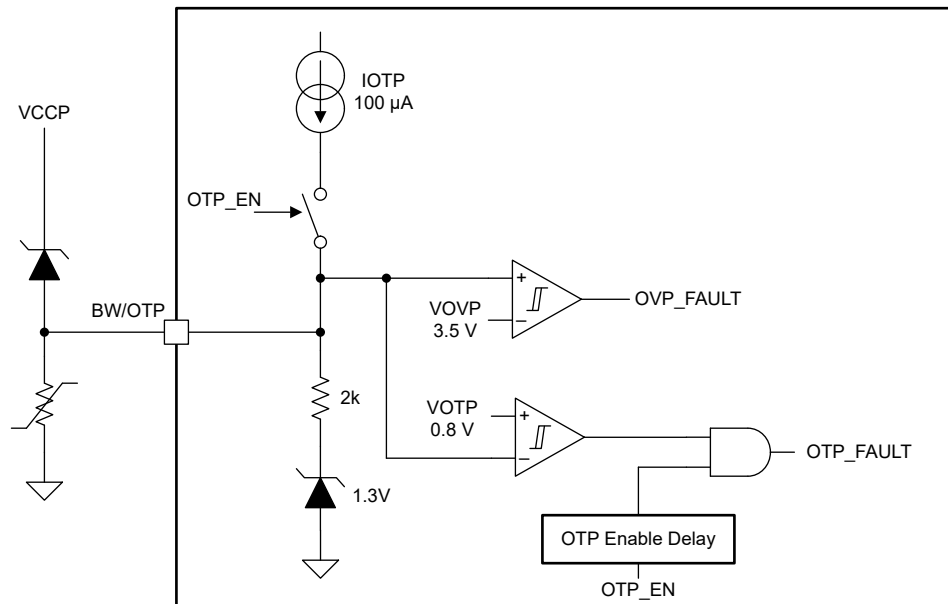 IOTP
100 µA
VCCP
OTP_EN
BW/OTP
+
VOVP
3.5 V
−
OVP_FAULT
2k
VOTP
0.8 V
+
−
OTP_FAULT
1.3V
OTP Enable Delay
OTP_EN